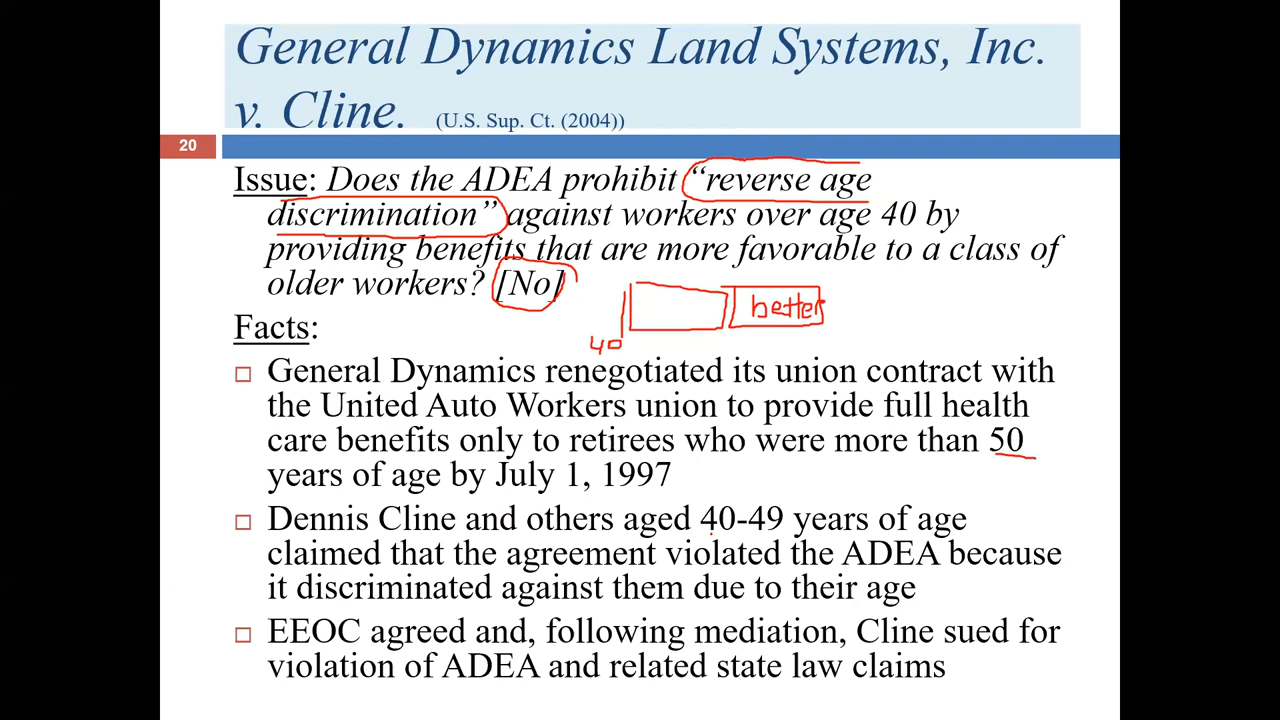 General Dynamics Land Systems, Inc.
v. Cline. (U.S. Sup. Ct. (2004))
20
Issue: Does the ADEA prohibit “reverse age
discrimination” against workers over age 40 by
providing benefits that are more favorable to a class of
older workers? [No]
better
40
Facts:
General Dynamics renegotiated its union contract with
the United Auto Workers union to provide full health
care benefits only to retirees who were more than 50
years of age by July 1, 1997
Dennis Cline and others aged 40-49 years of age
claimed that the agreement violated the ADEA because
it discriminated against them due to their age
EEOC agreed and, following mediation, Cline sued for
violation of ADEA and related state law claims